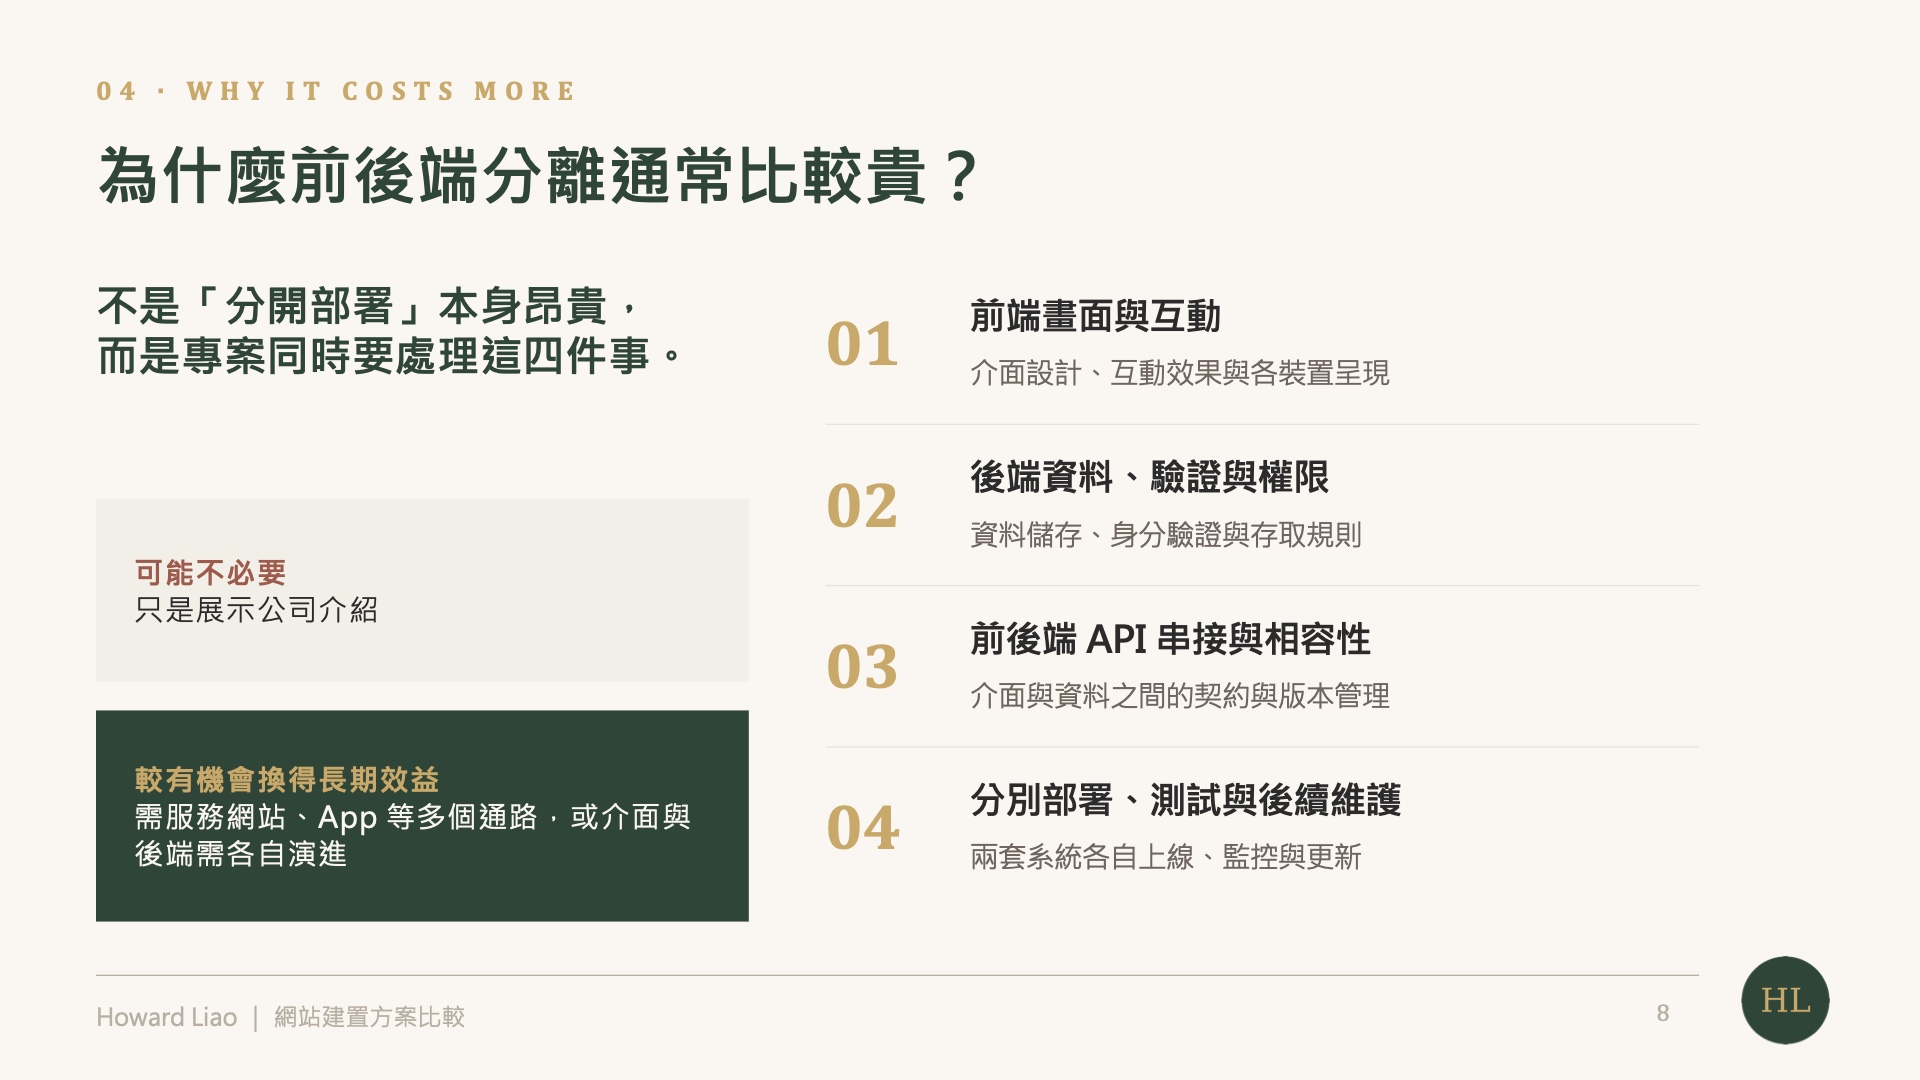 04 · WHY IT COSTS MORE
為什麼前後端分離通常比較貴？
不是「分開部署」本身昂貴，
而是專案同時要處理這四件事。
可能不必要
只是展示公司介紹
較有機會換得長期效益
需服務網站、App 等多個通路，或介面與
後端需各自演進
01
前端畫面與互動
介面設計、互動效果與各裝置呈現
02
後端資料、驗證與權限
資料儲存、身分驗證與存取規則
03
前後端 API 串接與相容性
介面與資料之間的契約與版本管理
04
分別部署、測試與後續維護
兩套系統各自上線、監控與更新
Howard Liao ｜ 網站建置方案比較
8
HL